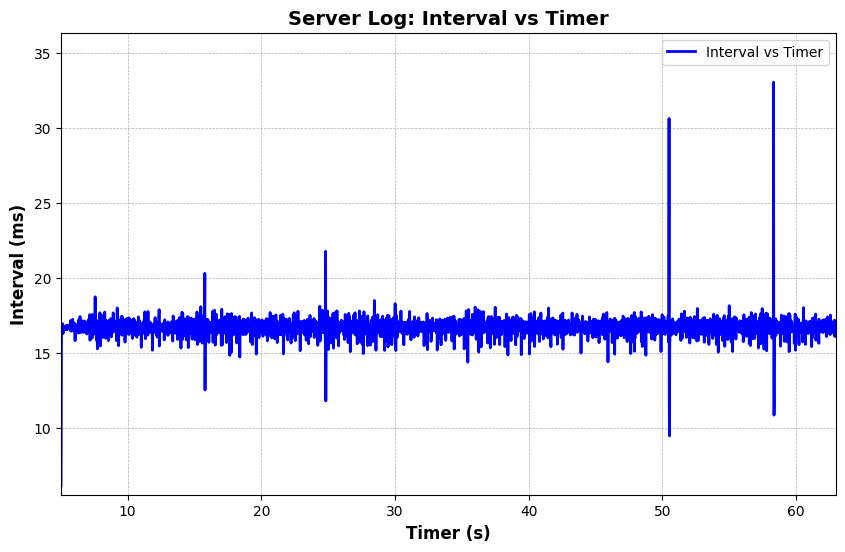 Server Log: Interval vs Timer
Interval vs Timer
35
30
25
20
15
10
Interval (ms)
10 20 30 40 50 60
Timer (s)